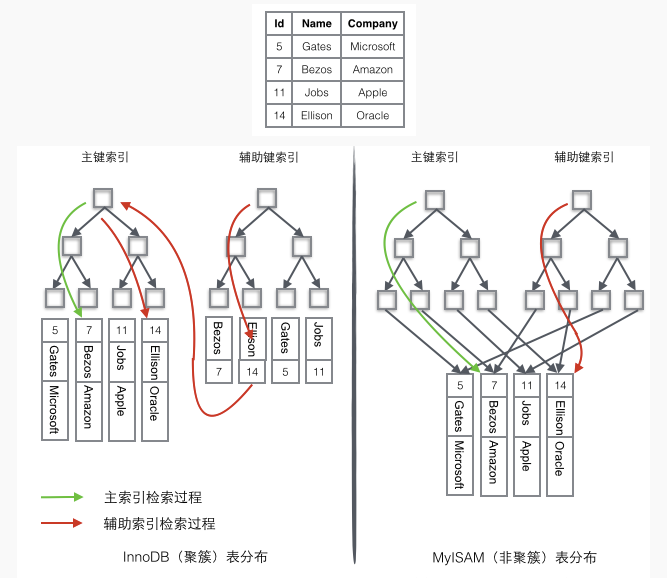 Id Name Company
5 Gates Microsoft
7 Bezos Amazon
11 Jobs Apple
14 Ellison Oracle
主键索引
辅助键索引
5 7 11 14
Gates Bezos Jobs Ellison
Microsoft Amazon Apple Oracle
Bezos Ellison Gates Jobs
7 14 5 11
主索引检索过程
辅助索引检索过程
InnoDB（聚簇）表分布
主键索引
辅助键索引
5 7 11 14
Gates Bezos Jobs Ellison
Microsoft Amazon Apple Oracle
MyISAM（非聚簇）表分布